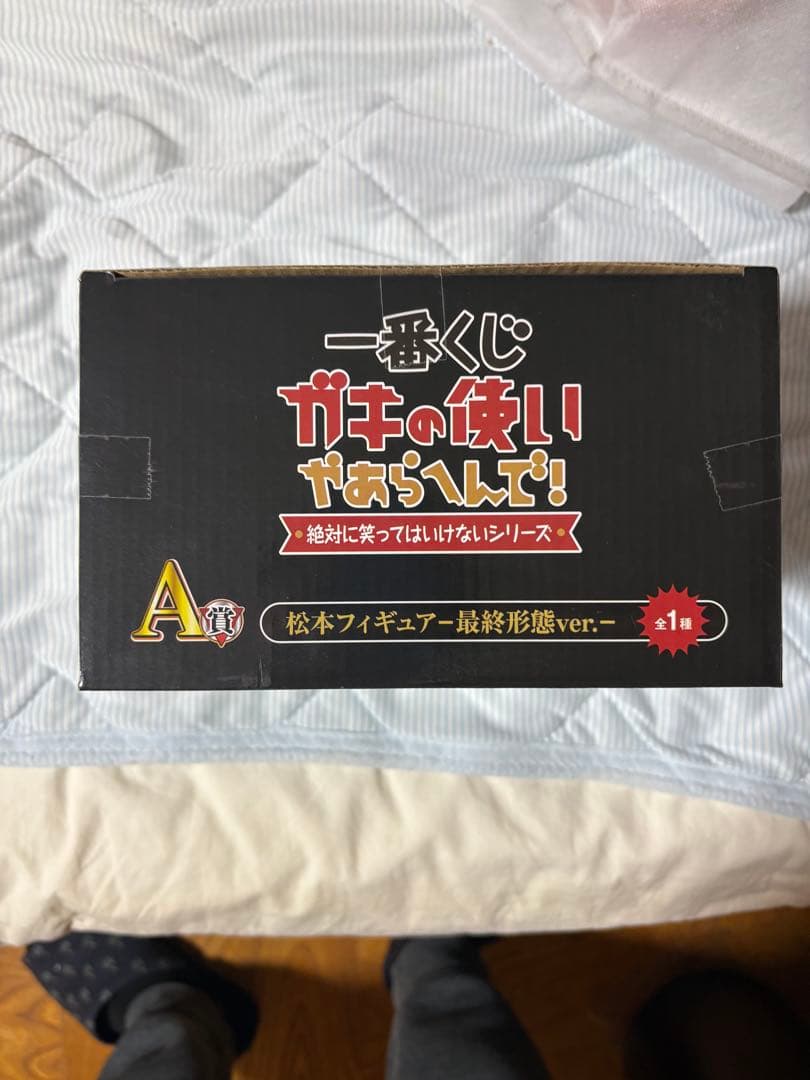 一番くじ
ガキの使い
やあらへんで!
絶対に笑ってはいけないシリーズ
A賞 松本フィギュアー最終形態ver.ー 全1種